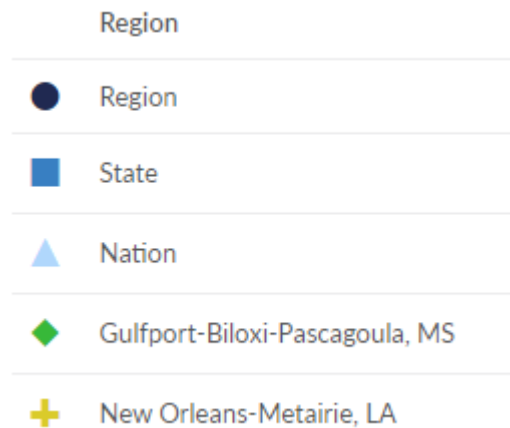 Region
Region
State
Nation
Gulfport-Biloxi-Pascagoula, MS
New Orleans-Metairie, LA